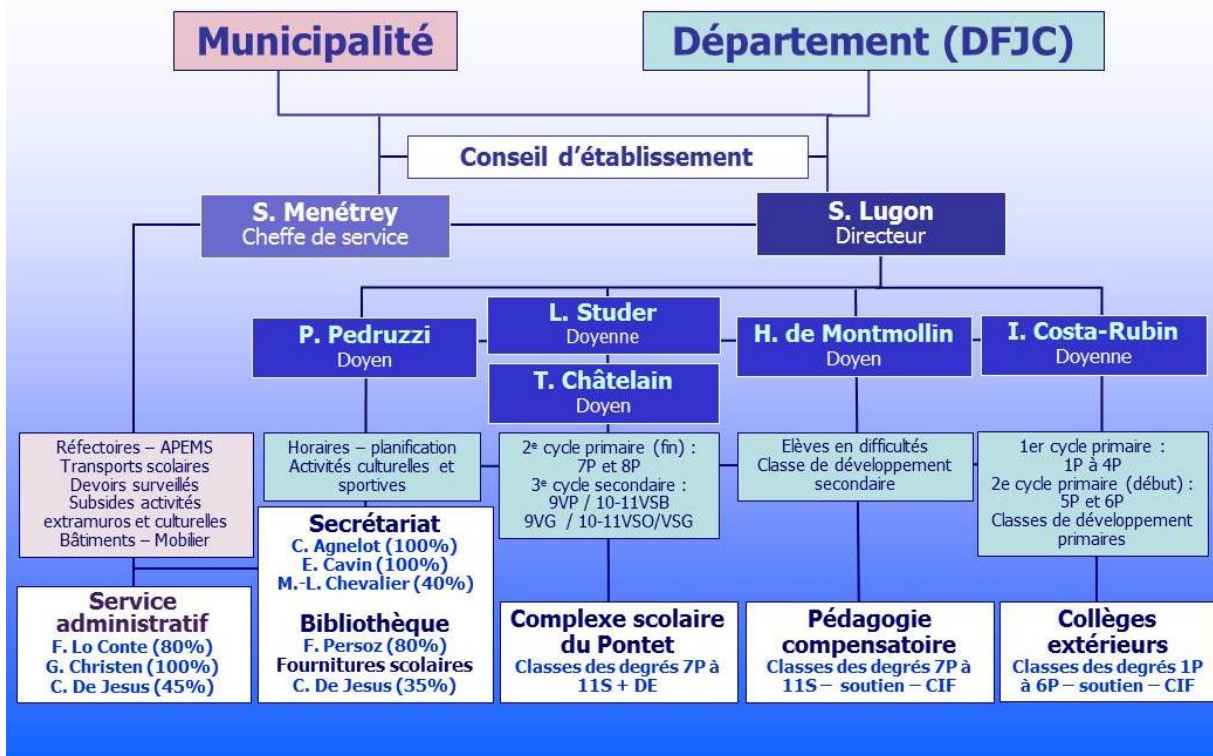 Municipalité
Département (DFJC)
Conseil d'établissement
S. Menétrey
Cheffe de service
S. Lugon
Directeur
P. Pedruzzi
Doyen
L. Studer
Doyenne
T. Châtelain
Doyen
H. de Montmollin
Doyen
I. Costa-Rubin
Doyenne
Réfectoires – APEMS
Transports scolaires
Devoirs surveillés
Subsides activités
extramuros et culturelles
Bâtiments – Mobilier
Horaires – planification
Activités culturelles et
sportives
2e cycle primaire (fin) :
7P et 8P
3e cycle secondaire :
9VP / 10-11VSB
9VG / 10-11VSO/VSG
Elèves en difficultés
Classe de développement
secondaire
1er cycle primaire :
1P à 4P
2e cycle primaire (début) :
5P et 6P
Classes de développement
primaires
Service
administratif
F. Lo Conte (80%)
G. Christen (100%)
C. De Jesus (45%)
Secrétariat
C. Agnelot (100%)
E. Cavin (100%)
M.-L. Chevalier (40%)
Bibliothèque
F. Persoz (80%)
Fournitures scolaires
C. De Jesus (35%)
Complexe scolaire
du Pontet
Classes des degrés 7P à
11S + DE
Pédagogie
compensatoire
Classes des degrés 7P à
11S – soutien – CIF
Collèges
extérieurs
Classes des degrés 1P
à 6P – soutien – CIF